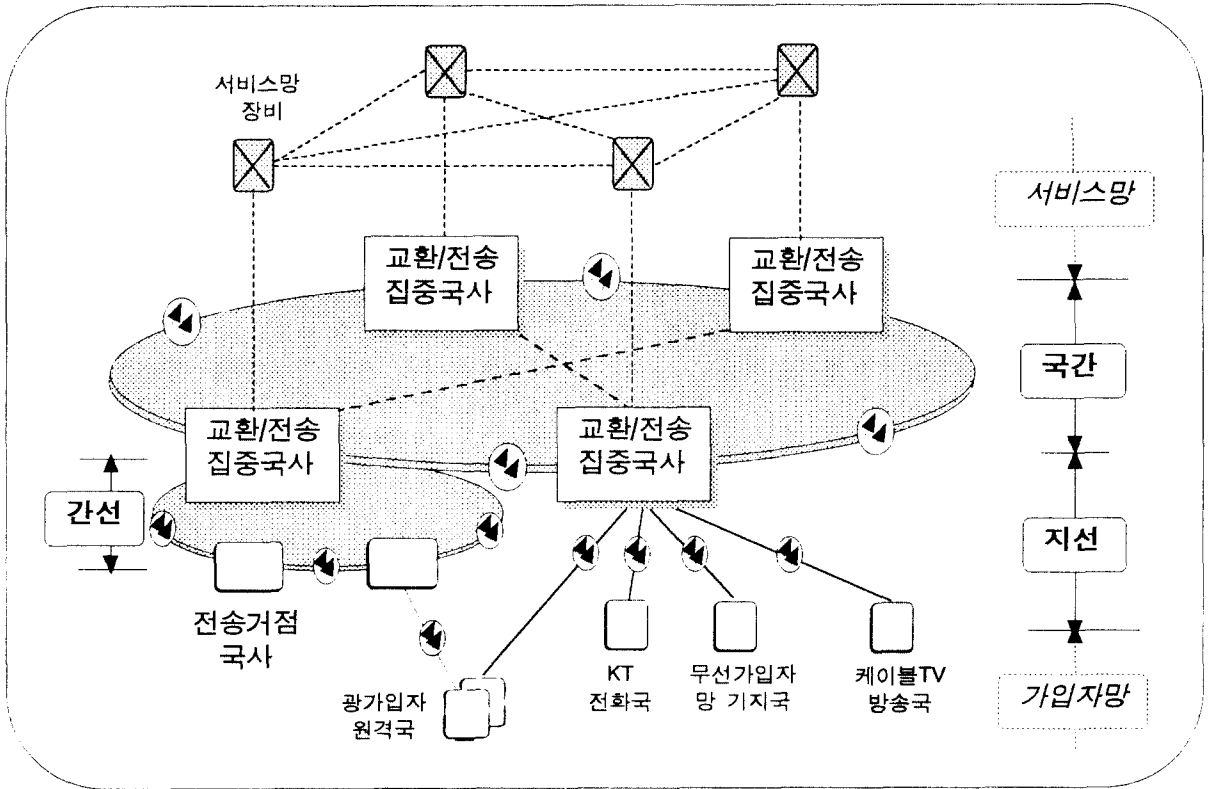 서비스망
장비
서비스망
교환/전송
집중국사
교환/전송
집중국사
국간
교환/전송
집중국사
교환/전송
집중국사
간선
지선
전송거점
국사
광가입자
원격국
KT
전화국
무선가입자
망 기지국
케이블TV
방송국
가입자망